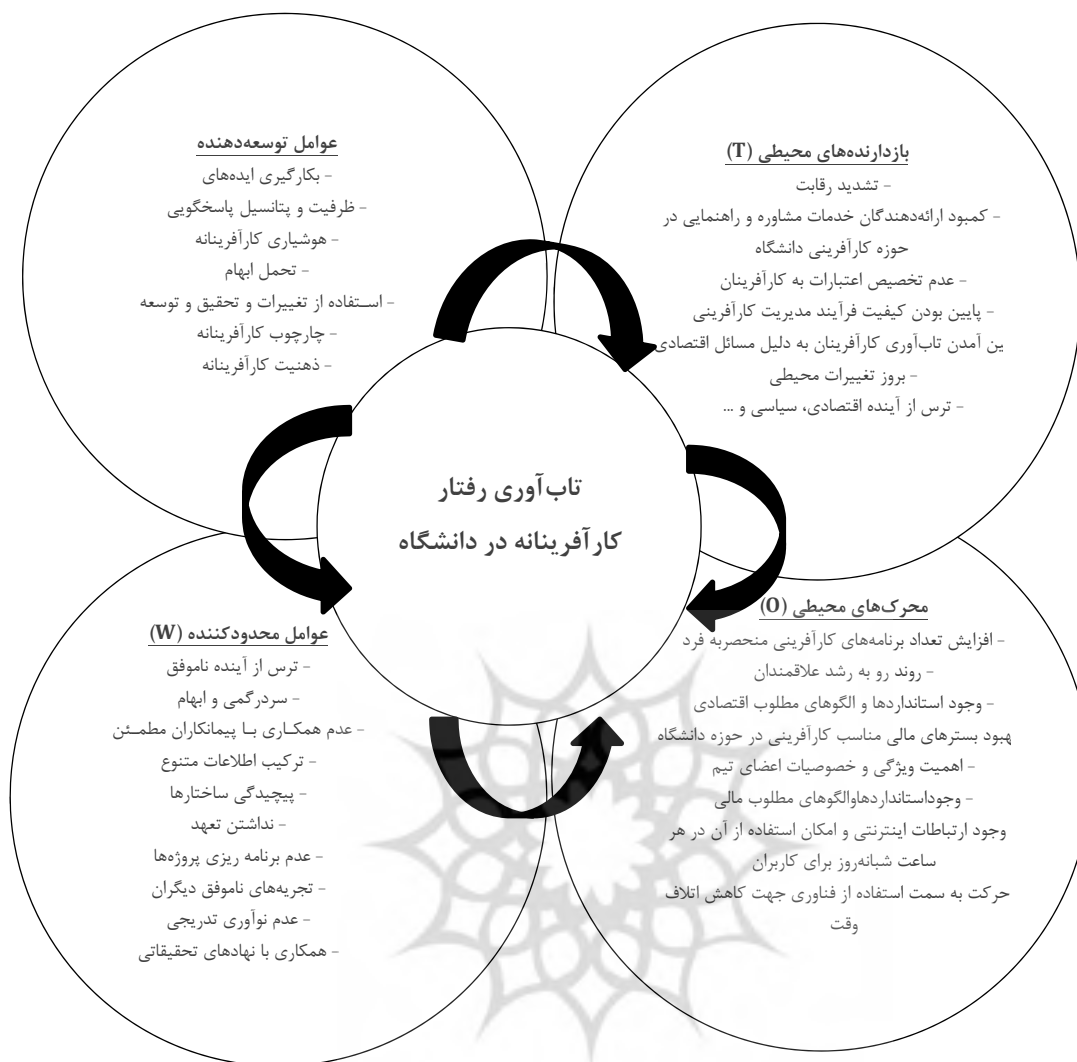 عوامل توسعه‌دهنده
- بکارگیری ایده‌های
- ظرفیت و پتانسیل پاسخگویی
- هوشیاری کارآفرینانه
- تحمل ابهام
- استفاده از تغییرات و تحقیق و توسعه
- چارچوب کارآفرینانه
- ذهنیت کارآفرینانه
بازدارنده‌های محیطی (T)
- تشدید رقابت
- کمبود ارائه‌دهندگان خدمات مشاوره و راهنمایی در
حوزه کارآفرینی دانشگاه
- عدم تخصیص اعتبارات به کارآفرینان
- پایین بودن کیفیت فرآیند مدیریت کارآفرینی
ین آمدن تاب‌آوری کارآفرینان به دلیل مسائل اقتصادی
- بروز تغییرات محیطی
- ترس از آینده اقتصادی، سیاسی و ...
تاب‌آوری رفتار
کارآفرینانه در دانشگاه
عوامل محدودکننده (W)
- ترس از آینده ناموفق
- سردرگمی و ابهام
- عدم همکاری با پیمانکاران مطمئن
- ترکیب اطلاعات متنوع
- پیچیدگی ساختارها
- نداشتن تعهد
- عدم برنامه ریزی پروژه‌ها
- تجربه‌های ناموفق دیگران
- عدم نوآوری تدریجی
- همکاری با نهادهای تحقیقاتی
محرک‌های محیطی (O)
- افزایش تعداد برنامه‌های کارآفرینی منحصربه فرد
- روند رو به رشد علاقمندان
- وجود استانداردها و الگوهای مطلوب اقتصادی
بهبود بسترهای مالی مناسب کارآفرینی در حوزه دانشگاه
- اهمیت ویژگی و خصوصیات اعضای تیم
- وجوداستانداردهاوالگوهای مطلوب مالی
وجود ارتباطات اینترنتی و امکان استفاده از آن در هر
ساعت شبانه‌روز برای کاربران
حرکت به سمت استفاده از فناوری جهت کاهش اتلاف
وقت